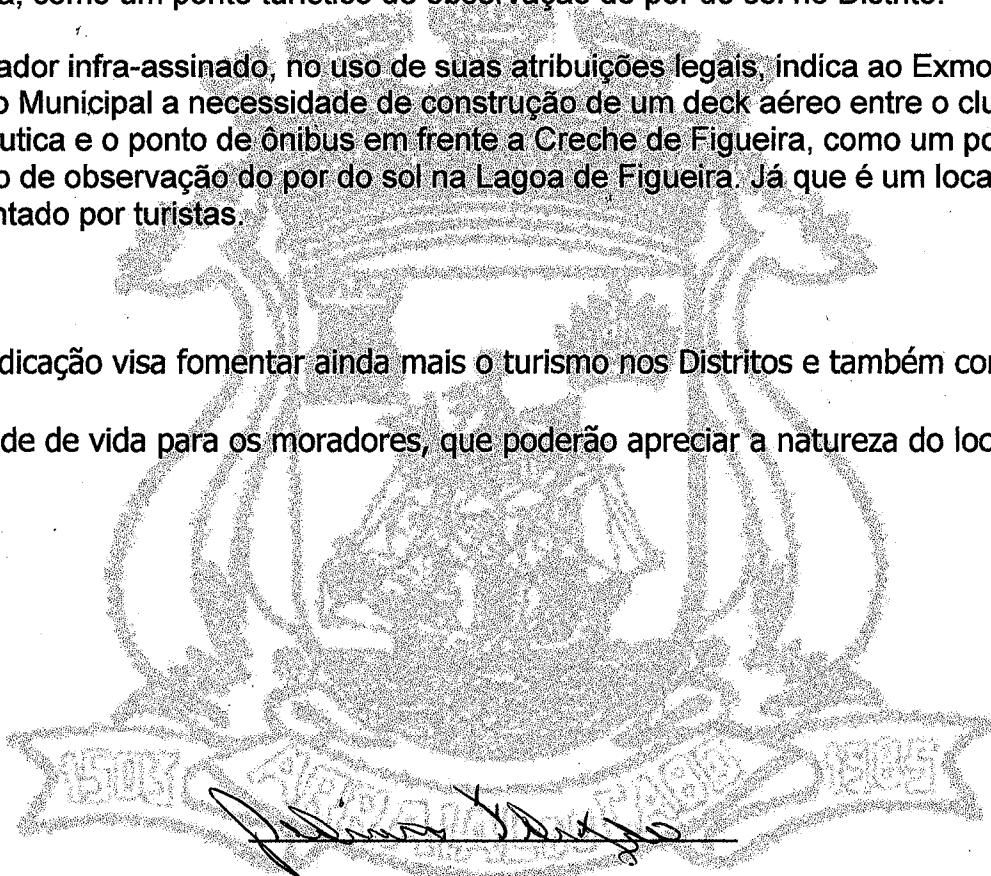 a, como um ponto turístico de observação do por do sol no Distrito.
ador infra-assinado, no uso de suas atribuições legais, indica ao Exmo
o Municipal a necessidade de construção de um deck aéreo entre o clu
utica e o ponto de ônibus em frente a Creche de Figueira, como um po
o de observação do por do sol na Lagoa de Figueira. Já que é um loca
ntado por turistas.
dicação visa fomentar ainda mais o turismo nos Distritos e também con
de de vida para os moradores, que poderão apreciar a natureza do loc
1503
1985